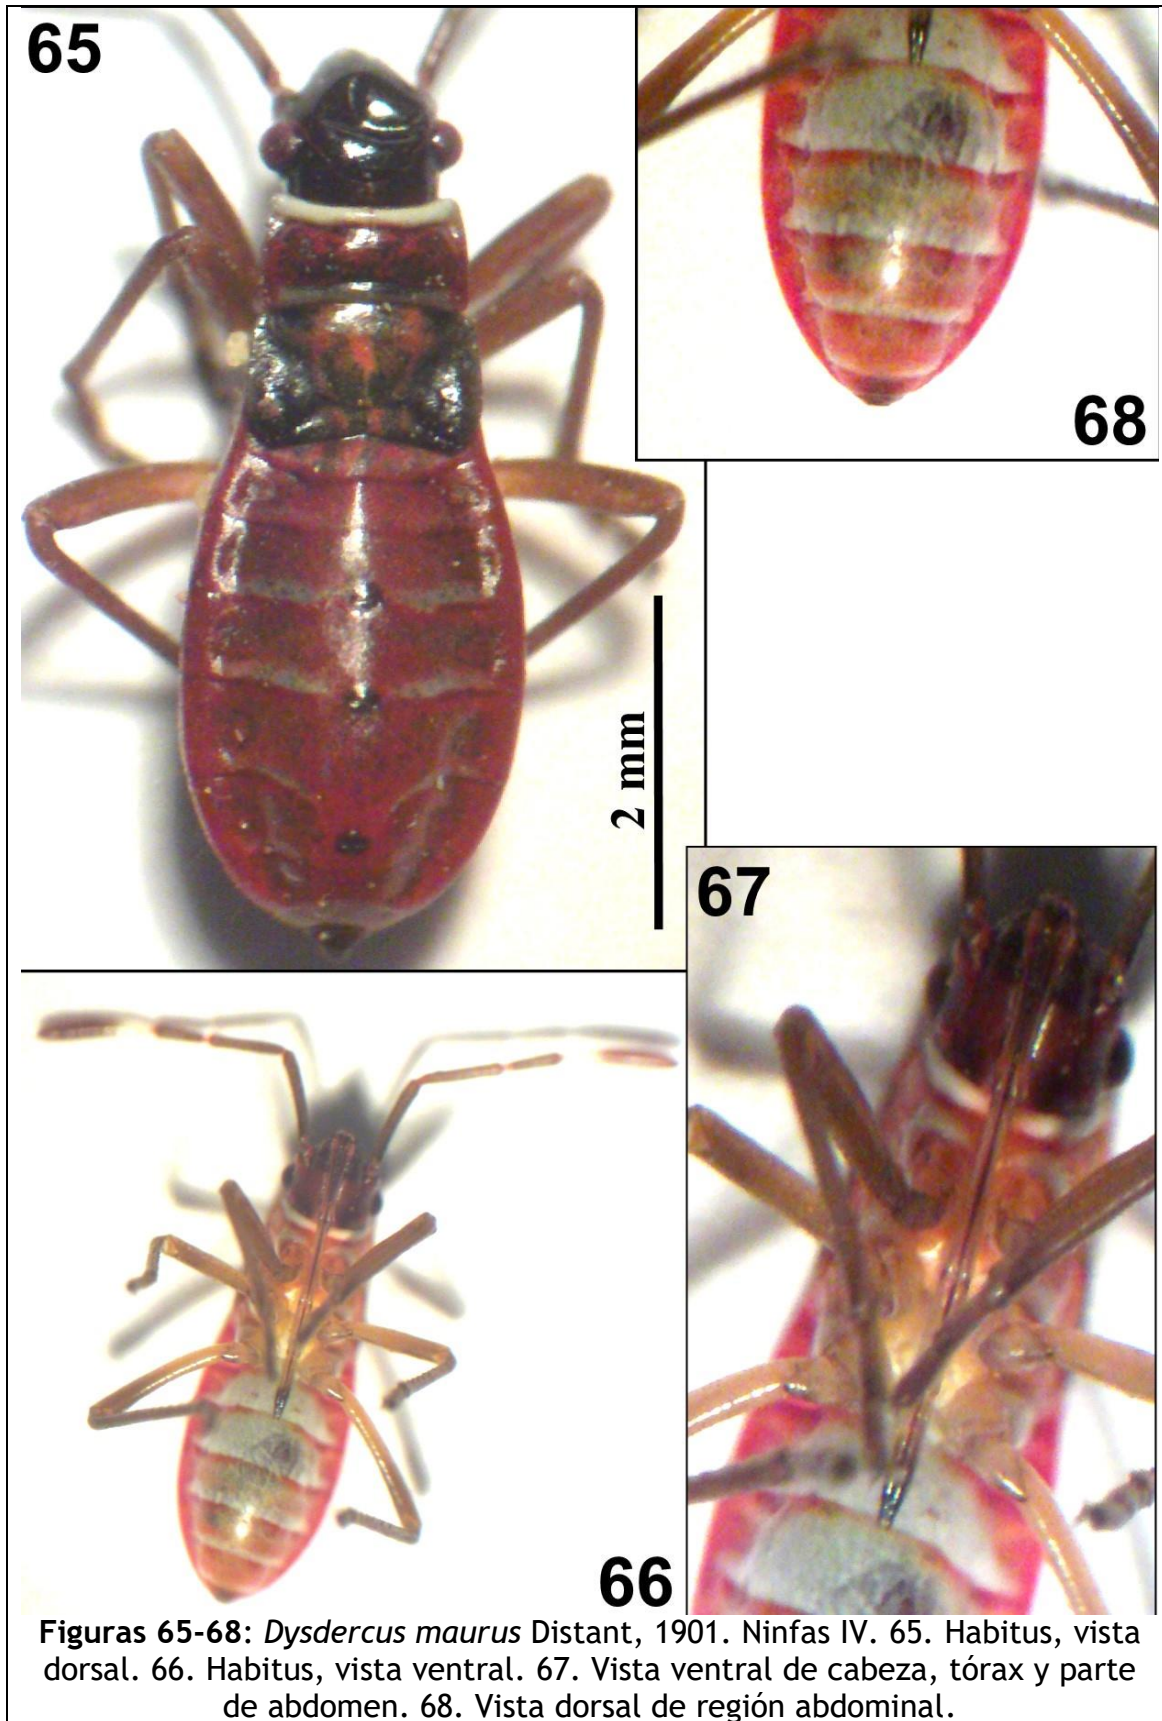 65
68
2 mm
67
66
Figuras 65-68: Dysdercus maurus Distant, 1901. Ninfas IV. 65. Habitus, vista
dorsal. 66. Habitus, vista ventral. 67. Vista ventral de cabeza, tórax y parte
de abdomen. 68. Vista dorsal de región abdominal.